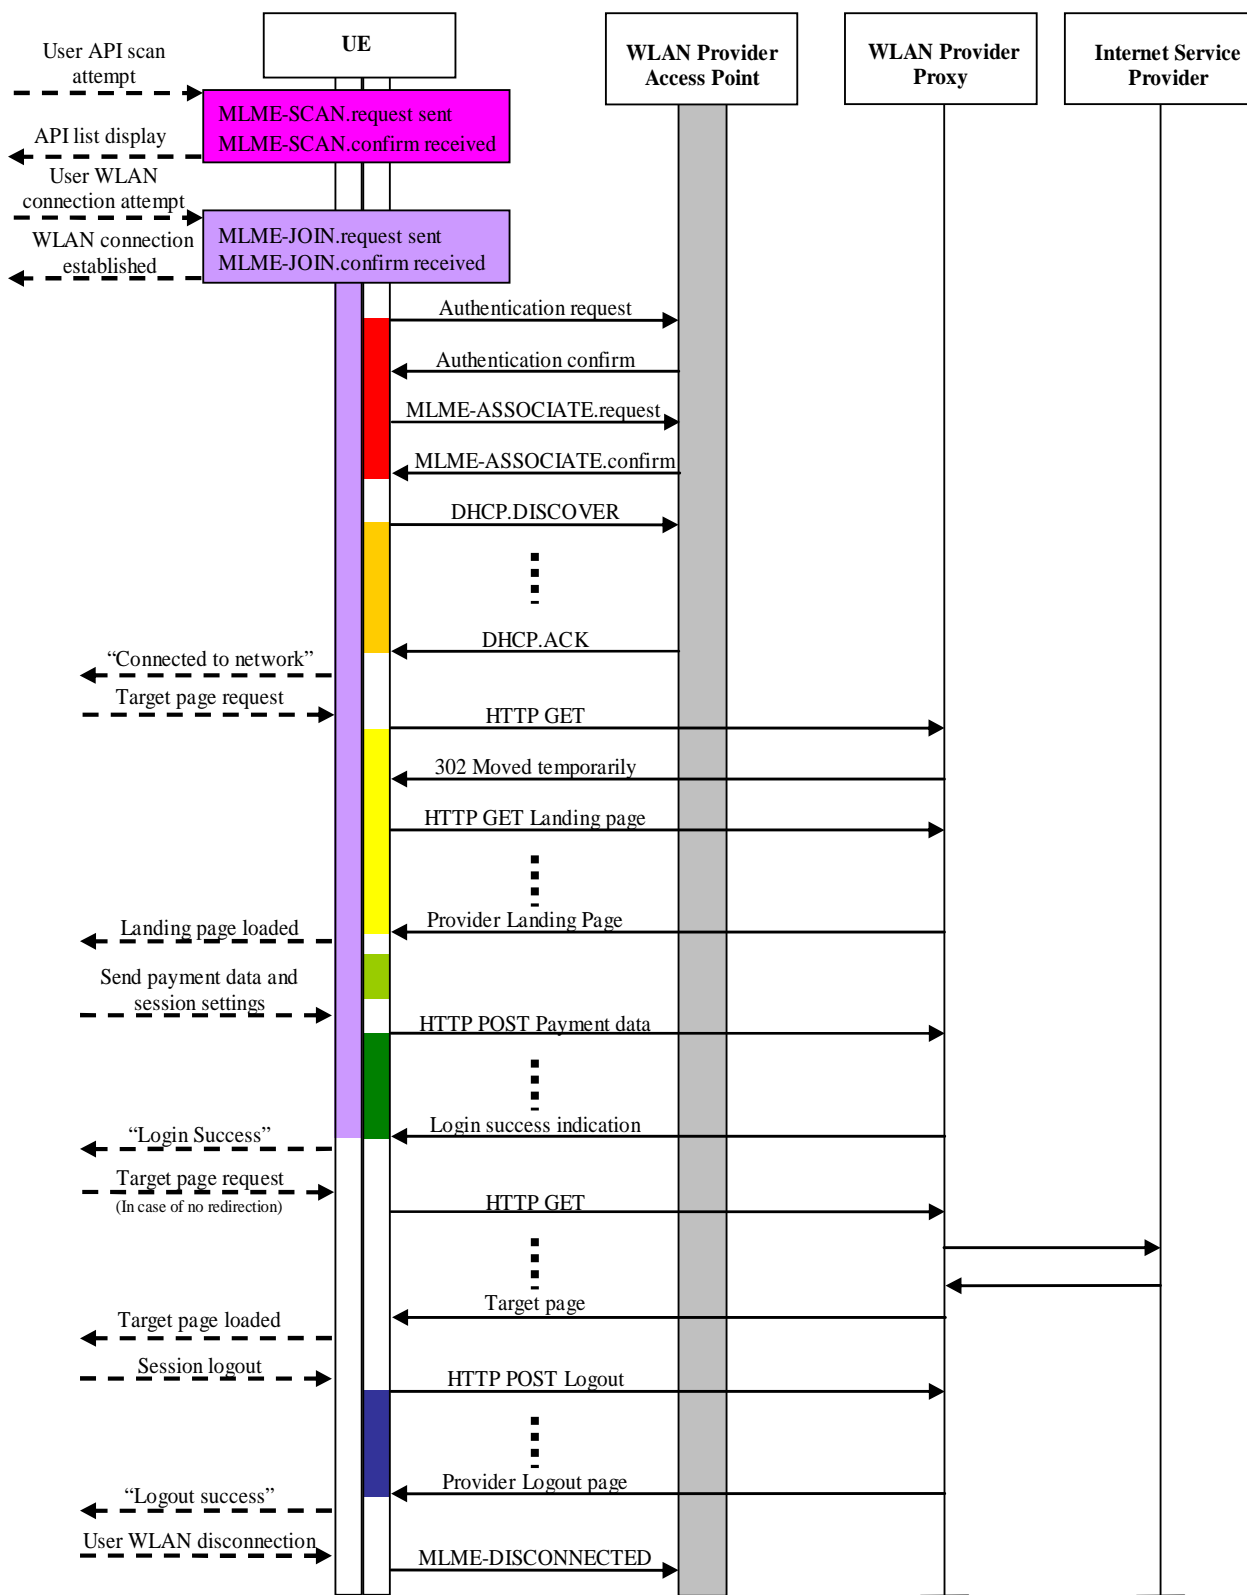 UE
WLAN Provider
Access Point
WLAN Provider
Proxy
Internet Service
Provider
User API scan
attempt
MLME-SCAN.request sent
MLME-SCAN.confirm received
API list display
User WLAN
connection attempt
MLME-JOIN.request sent
MLME-JOIN.confirm received
WLAN connection
established
Authentication request
Authentication confirm
MLME-ASSOCIATE.request
MLME-ASSOCIATE.confirm
DHCP.DISCOVER
DHCP.ACK
“Connected to network”
Target page request
HTTP GET
302 Moved temporarily
HTTP GET Landing page
Provider Landing Page
Landing page loaded
Send payment data and
session settings
HTTP POST Payment data
Login success indication
“Login Success”
Target page request
(In case of no redirection)
HTTP GET
Target page
Target page loaded
Session logout
HTTP POST Logout
Provider Logout page
“Logout success”
User WLAN disconnection
MLME-DISCONNECTED